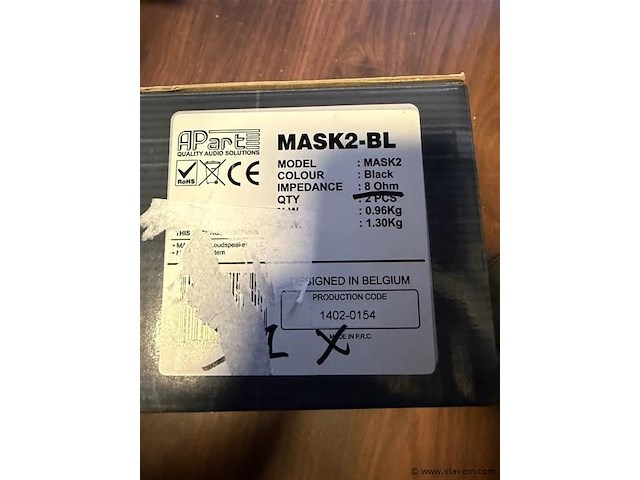 APart
QUALITY AUDIO SOLUTIONS
RoHS CE
MASK2-BL
MODEL : MASK2
COLOUR : Black
IMPEDANCE : 8 Ohm
QTY : 2 PCS
: 0.96Kg
: 1.30Kg
THIS
DESIGNED IN BELGIUM
PRODUCTION CODE
1402-0154
MADE IN P.R.C.
X
© www.vlavem.com